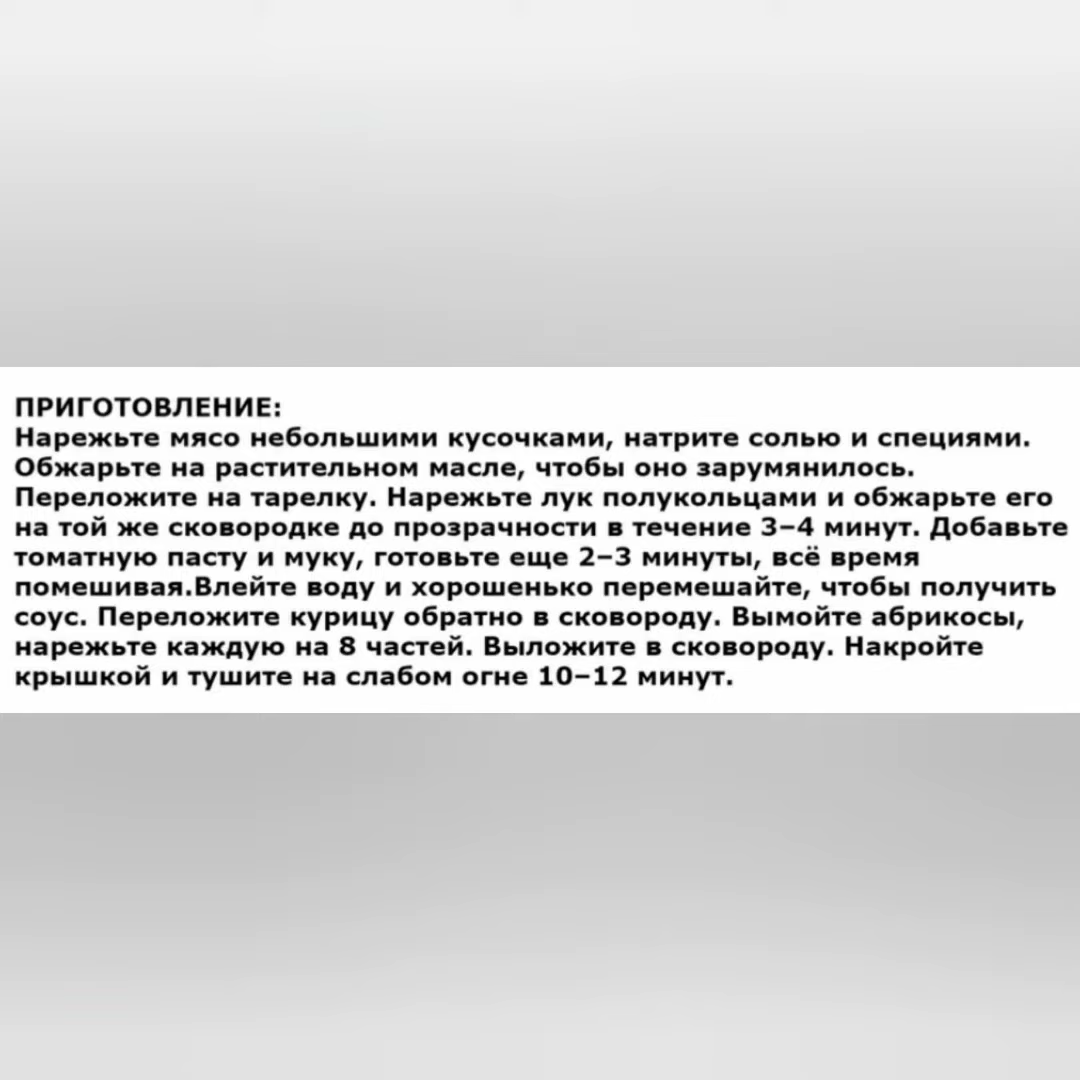 ПРИГОТОВЛЕНИЕ:
Нарежьте мясо небольшими кусочками, натрите солью и специями.
Обжарьте на растительном масле, чтобы оно зарумянилось.
Переложите на тарелку. Нарежьте лук полукольцами и обжарьте его
на той же сковородке до прозрачности в течение 3–4 минут. Добавьте
томатную пасту и муку, готовьте еще 2–3 минуты, всё время
помешивая.Влейте воду и хорошенько перемешайте, чтобы получить
соус. Переложите курицу обратно в сковороду. Вымойте абрикосы,
нарежьте каждую на 8 частей. Выложите в сковороду. Накройте
крышкой и тушите на слабом огне 10–12 минут.